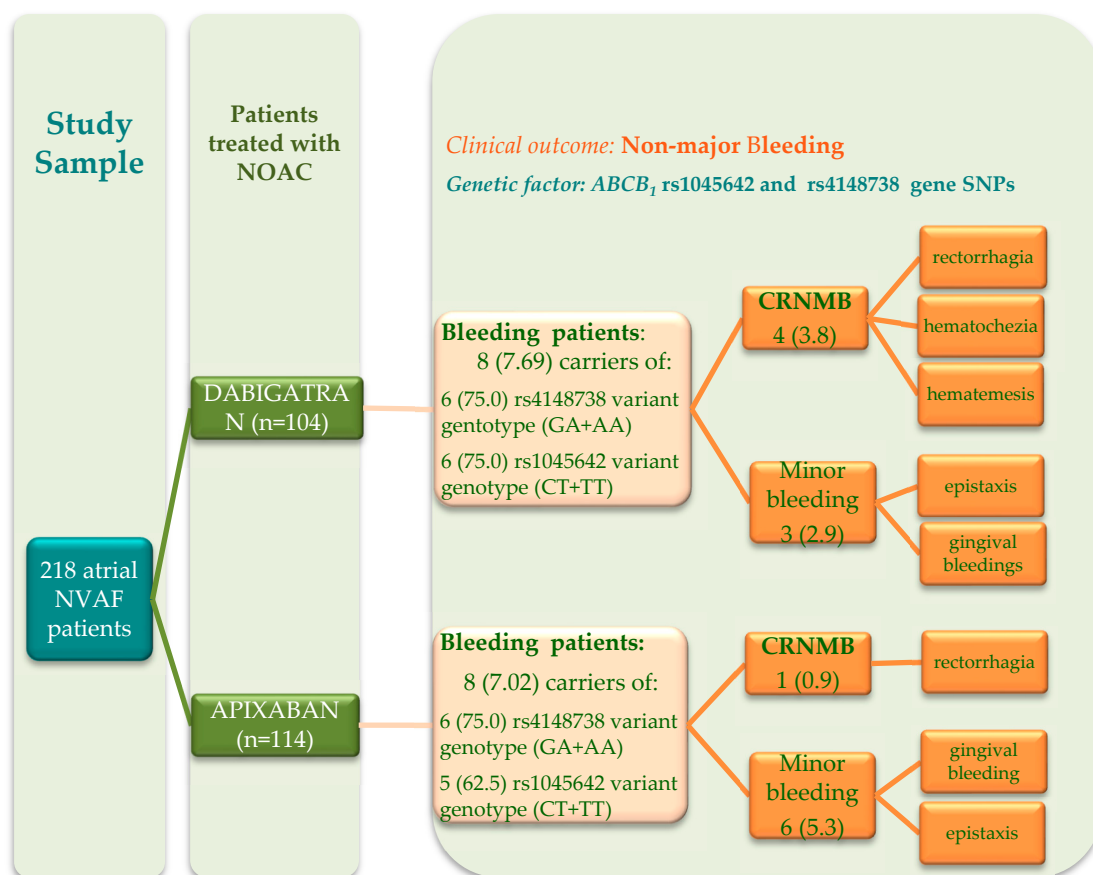 Study
Sample
Patients
treated with
NOAC
Clinical outcome: Non-major Bleeding
Genetic factor: ABCB1 rs1045642 and rs4148738 gene SNPs
218 atrial
NVAF
patients
DABIGATRA
N (n=104)
Bleeding patients:
8 (7.69) carriers of:
6 (75.0) rs4148738 variant
gentotype (GA+AA)
6 (75.0) rs1045642 variant
genotype (CT+TT)
CRNMB
4 (3.8)
rectorrhagia
hematochezia
hematemesis
Minor
bleeding
3 (2.9)
epistaxis
gingival
bleedings
APIXABAN
(n=114)
Bleeding patients:
8 (7.02) carriers of:
6 (75.0) rs4148738 variant
genotype (GA+AA)
5 (62.5) rs1045642 variant
genotype (CT+TT)
CRNMB
1 (0.9)
rectorrhagia
Minor
bleeding
6 (5.3)
gingival
bleeding
epistaxis